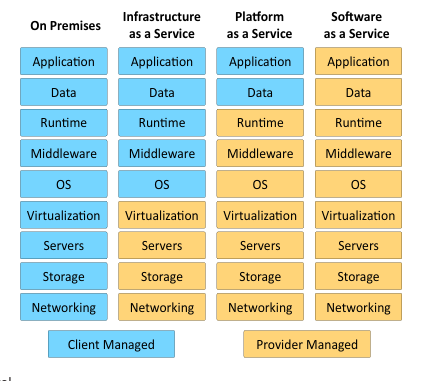 On Premises
Infrastructure
as a Service
Platform
as a Service
Software
as a Service
Application Application Application Application
Data Data Data Data
Runtime Runtime Runtime Runtime
Middleware Middleware Middleware Middleware
OS OS OS OS
Virtualization Virtualization Virtualization Virtualization
Servers Servers Servers Servers
Storage Storage Storage Storage
Networking Networking Networking Networking
Client Managed Provider Managed